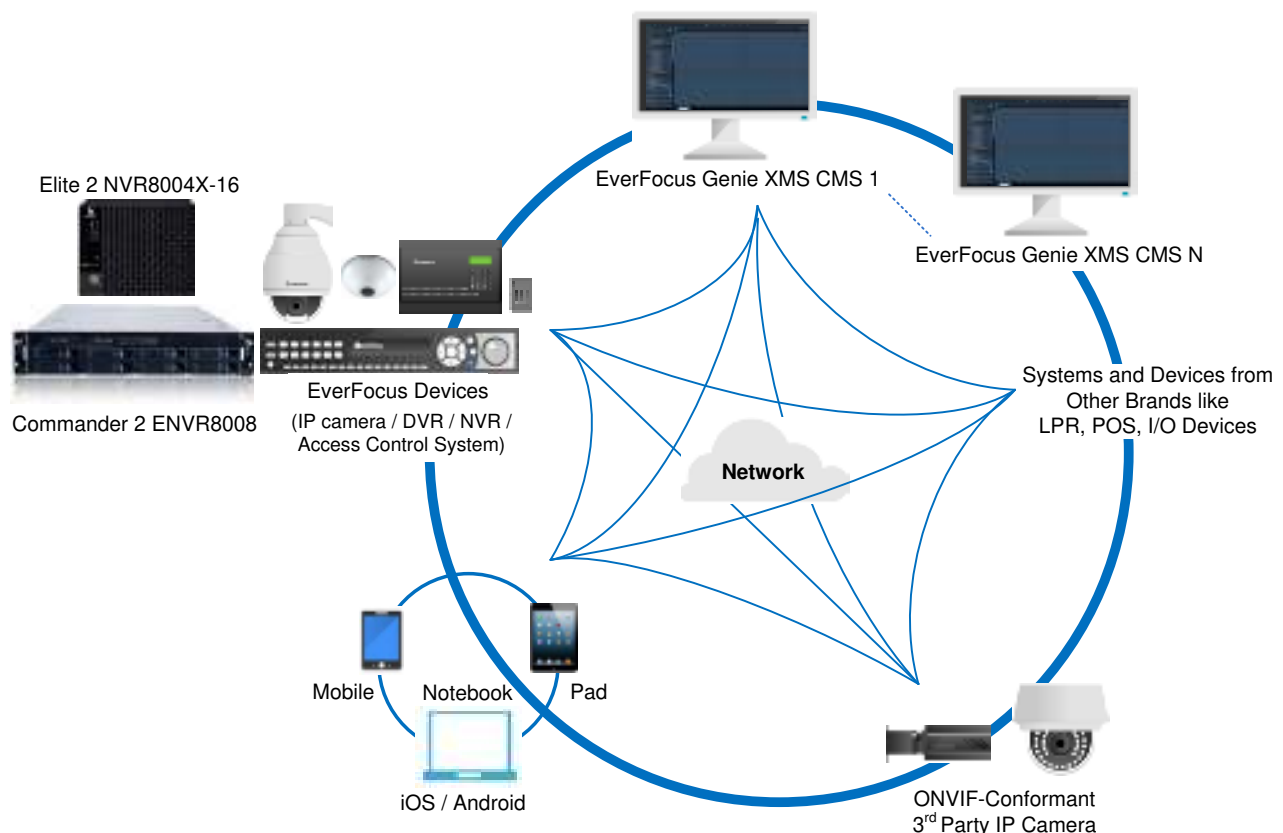 EverFocus Genie XMS CMS 1
EverFocus Genie XMS CMS N
Elite 2 NVR8004X-16
Commander 2 ENVR8008
EverFocus Devices
(IP camera / DVR / NVR /
Access Control System)
Systems and Devices from
Other Brands like
LPR, POS, I/O Devices
Network
Mobile
Notebook
Pad
iOS / Android
ONVIF-Conformant
3rd Party IP Camera